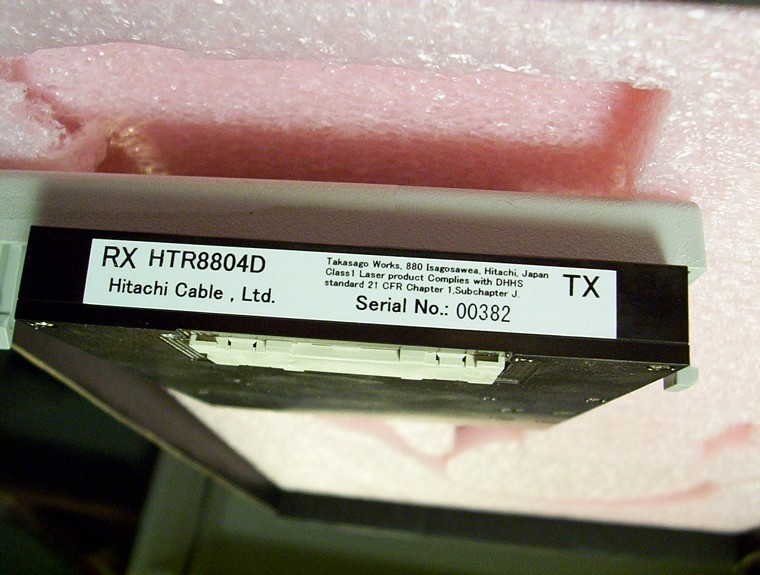 RX HTR8804D
Hitachi Cable , Ltd.
Takasago Works, 880 Isagosawea, Hitachi, Japan
Class1 Laser product Complies with DHHS
standard 21 CFR Chapter 1,Subchapter J.
Serial No.: 00382
TX